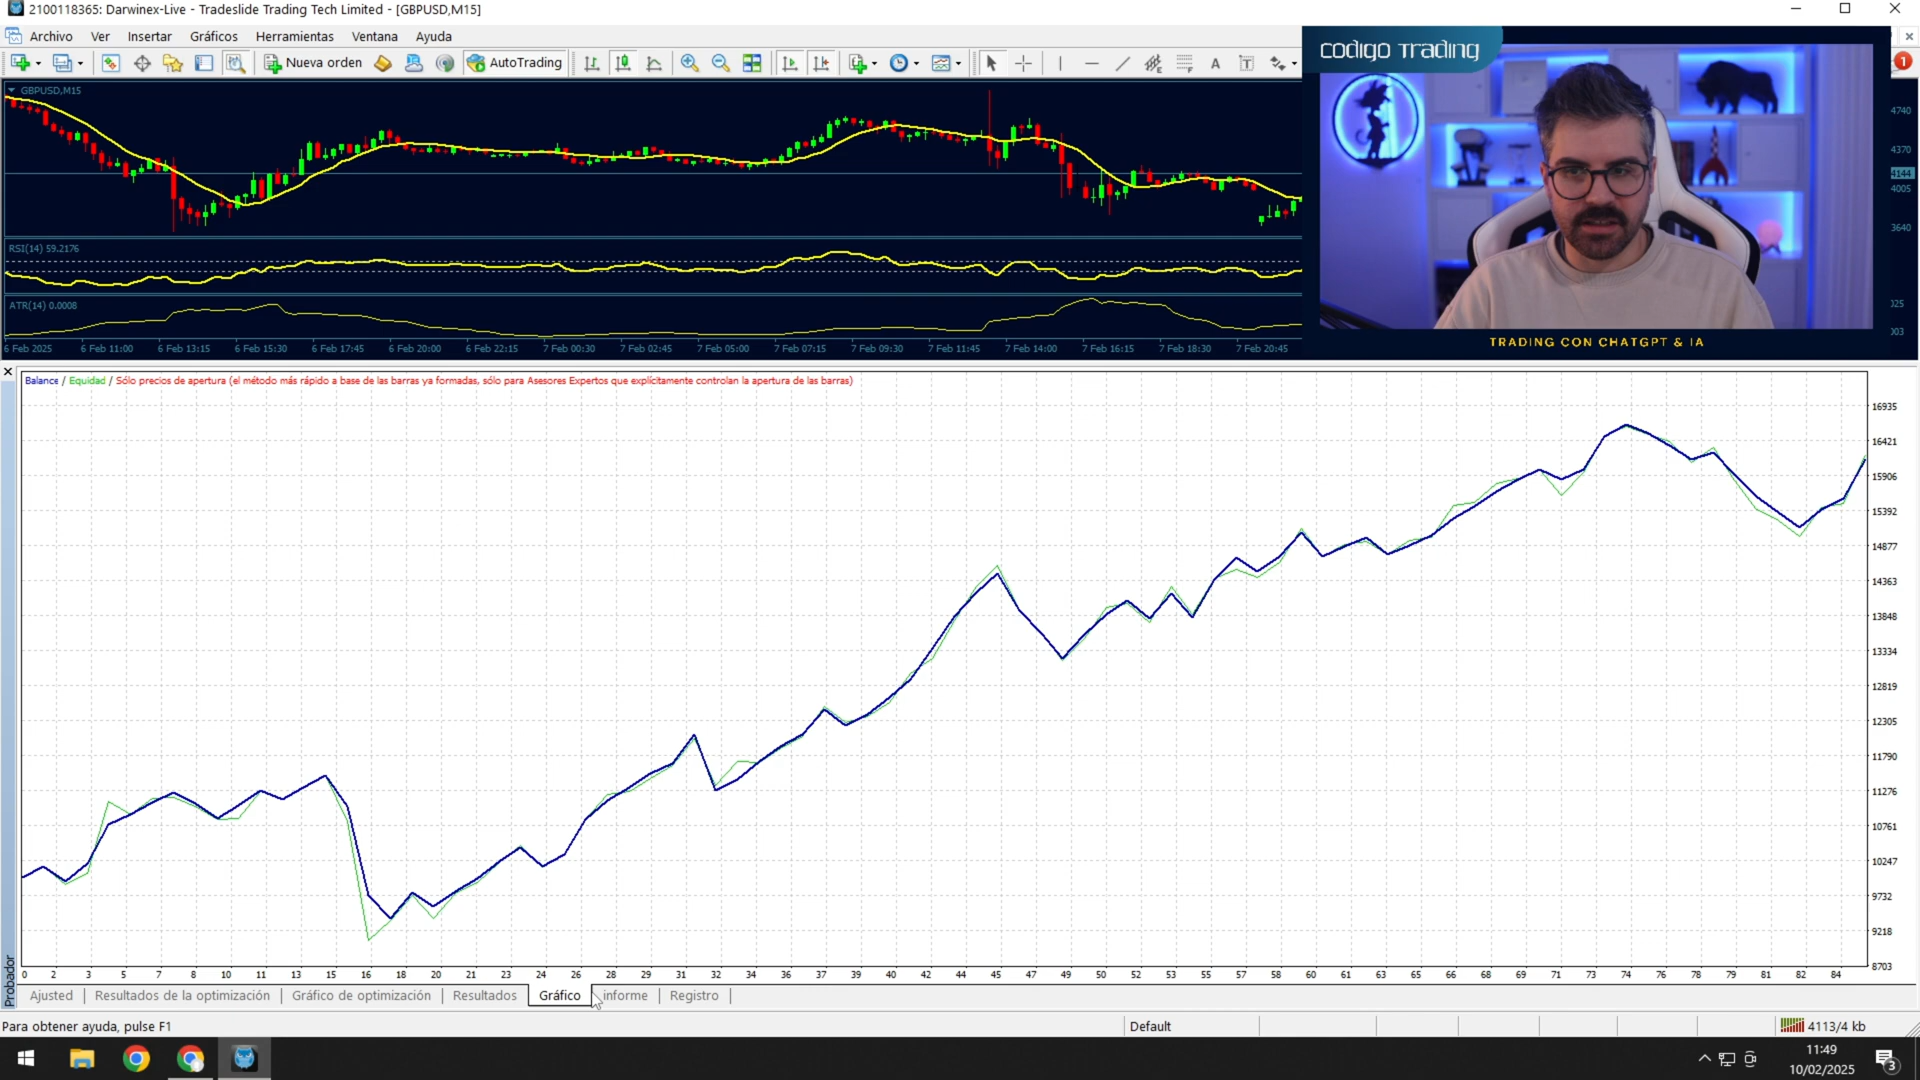 2100118365: Darwinex-Live - Tradeslide Trading Tech Limited - [GBPUSD,M15]
Archivo Ver Insertar Gráficos Herramientas Ventana Ayuda
Nueva orden AutoTrading
codigo Trading
1
GBPUSD,M15
4740
4370
4144
4005
3640
RSI(14) 59.2176
ATR(14) 0.0008
325
003
TRADING CON CHATGPT & IA
6 Feb 2025 6 Feb 11:00 6 Feb 13:15 6 Feb 15:30 6 Feb 17:45 6 Feb 20:00 6 Feb 22:15 7 Feb 00:30 7 Feb 02:45 7 Feb 05:00 7 Feb 07:15 7 Feb 09:30 7 Feb 11:45 7 Feb 14:00 7 Feb 16:15 7 Feb 18:30 7 Feb 20:45
Balance / Equidad / Sólo precios de apertura (el método más rápido a base de las barras ya formadas, sólo para Asesores Expertos que explícitamente controlan la apertura de las barras)
16935
16421
15906
15392
14877
14363
13848
13334
12819
12305
11790
11276
10761
10247
9732
9218
8703
0 2 3 5 7 8 10 11 13 15 16 18 20 21 23 24 26 28 29 31 32 34 36 37 39 40 42 44 45 47 49 50 52 53 55 57 58 60 61 63 65 66 68 69 71 73 74 76 78 79 81 82 84
Probador
Ajusted Resultados de la optimización Gráfico de optimización Resultados Gráfico informe Registro
Para obtener ayuda, pulse F1
Default
4113/4 kb
11:49
10/02/2025
3